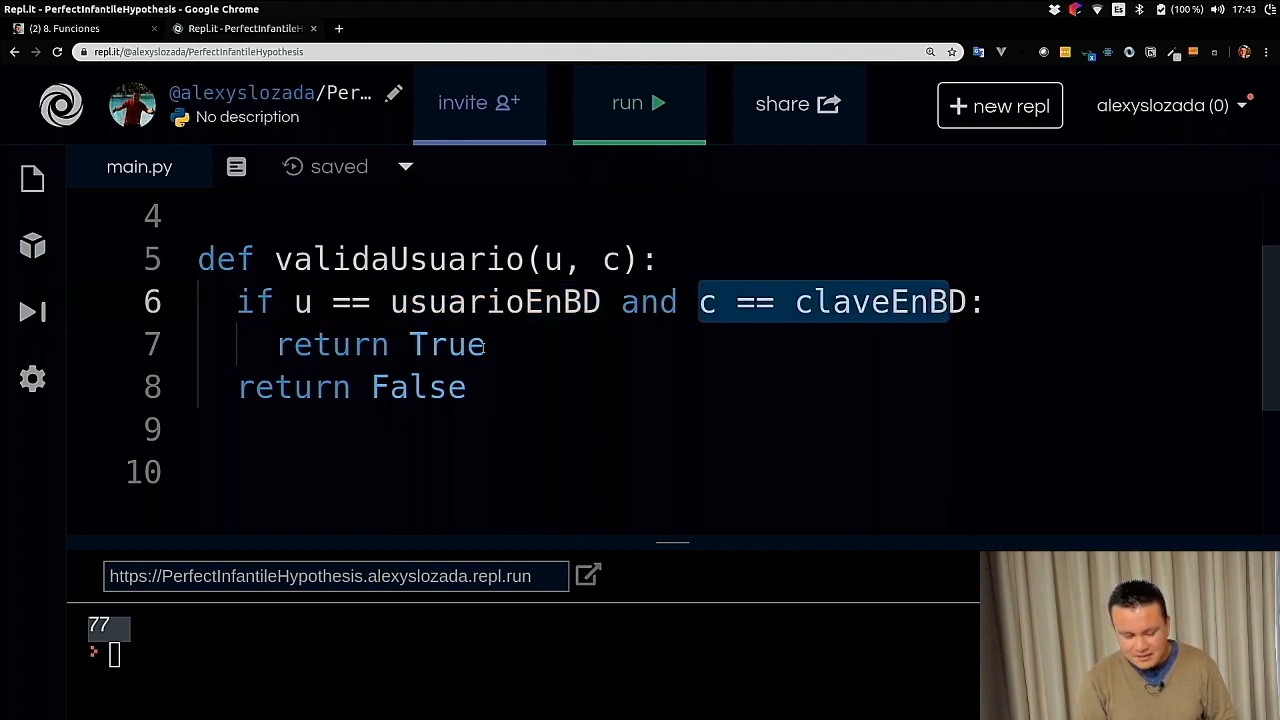 Repl.it - PerfectInfantileHypothesis - Google Chrome
Es
(100 %)
17:43
(2) 8. Funciones
Repl.it - PerfectInfantileH
repl.it/@alexyslozada/PerfectInfantileHypothesis
@alexyslozada/Per...
No description
invite
run
share
+ new repl
alexyslozada (0)
main.py
saved
4
5 def validaUsuario(u, c):
6 if u == usuarioEnBD and c == claveEnBD:
7 return True
8 return False
9
10
https://PerfectInfantileHypothesis.alexyslozada.repl.run
77